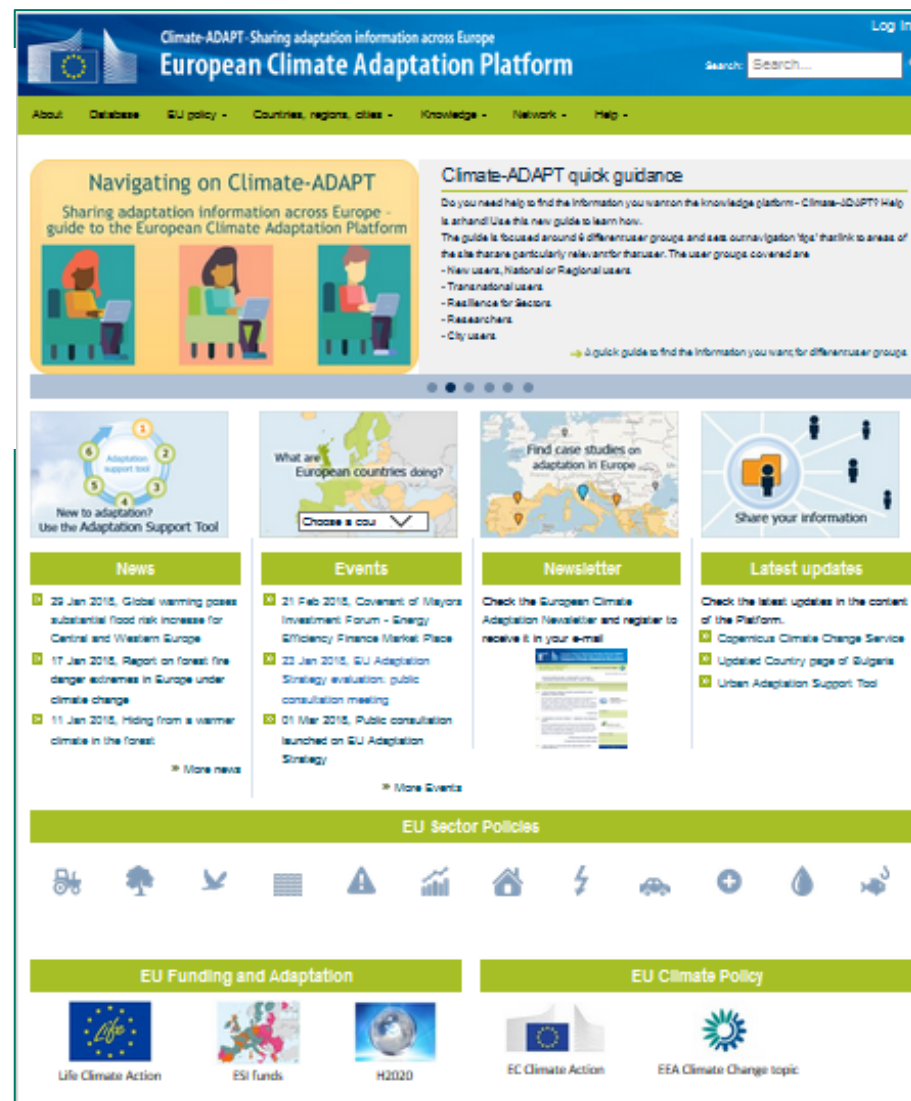 Climate-ADAPT - Sharing adaptation information across Europe
European Climate Adaptation Platform
Log In
Search:
Search...
About
Database
EU policy -
Countries, regions, cities -
Knowledge -
Network -
Help -
Navigating on Climate-ADAPT
Sharing adaptation information across Europe -
guide to the European Climate Adaptation Platform
Climate-ADAPT quick guidance
Do you need help to find the information you want on the knowledge platform - Climate-ADAPT? Help
is at hand! Use this new guide to learn how.
The guide is focused around 6 different user groups and sets out navigation 'tips' that link to areas of
the site that are particularly relevant for that user. The user groups covered are
- New users, National or Regional users
- Transnational users
- Resilience for Sectors
- Researchers
- City users
A quick guide to find the information you want, for different user groups
1
2
3
4
5
6
Adaptation
support tool
New to adaptation?
Use the Adaptation Support Tool
What are
European countries doing?
Choose a cou
Find case studies on
adaptation in Europe
Share your information
News
29 Jan 2018, Global warming poses
substantial flood risk increase for
Central and Western Europe
17 Jan 2018, Report on forest fire
danger extremes in Europe under
climate change
11 Jan 2018, Hiding from a warmer
climate in the forest
» More news
Events
21 Feb 2018, Covenant of Mayors
Investment Forum - Energy
Efficiency Finance Market Place
23 Jan 2018, EU Adaptation
Strategy evaluation: public
consultation meeting
01 Mar 2018, Public consultation
launched on EU Adaptation
Strategy
» More Events
Newsletter
Check the European Climate
Adaptation Newsletter and register to
receive it in your e-mail
Latest updates
Check the latest updates in the content
of the Platform.
Copernicus Climate Change Service
Updated Country page of Bulgaria
Urban Adaptation Support Tool
EU Sector Policies
EU Funding and Adaptation
Life
Life Climate Action
ESI funds
H2020
EU Climate Policy
EC Climate Action
EEA Climate Change topic